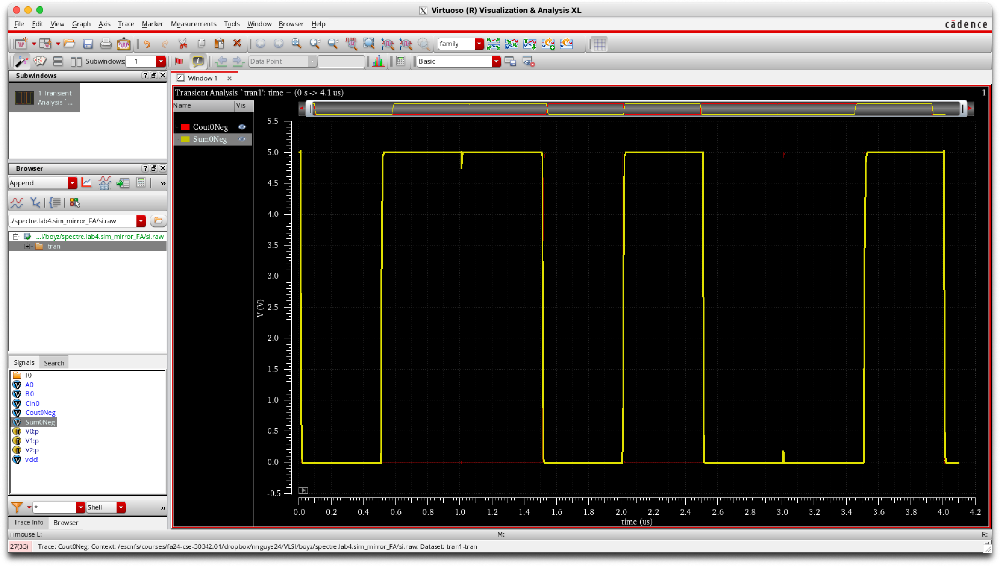 Virtuoso (R) Visualization & Analysis XL
File Edit View Graph Axis Trace Marker Measurements Tools Window Browser Help
cādence
family
Subwindows: 1
Data Point
Basic
Subwindows
Window 1
1 Transient
Analysis `...
Transient Analysis `tran1': time = (0 s -> 4.1 us)
1
Name Vis
Cout0Neg
Sum0Neg
Browser
Append
./spectre.lab4.sim_mirror_FA/si.raw
...l/boyz/spectre.lab4.sim_mirror_FA/si.raw
tran
Signals Search
I0
A0
B0
Cin0
Cout0Neg
Sum0Neg
V0:p
V1:p
V2:p
vdd!
* Shell
Trace Info Browser
5.5
5.0
4.5
4.0
3.5
3.0
2.5
2.0
1.5
1.0
0.5
0.0
-0.5
V (V)
0.0 0.2 0.4 0.6 0.8 1.0 1.2 1.4 1.6 1.8 2.0 2.2 2.4 2.6 2.8 3.0 3.2 3.4 3.6 3.8 4.0 4.2
time (us)
mouse L: M: R:
27(33) Trace: Cout0Neg; Context: /escnfs/courses/fa24-cse-30342.01/dropbox/nnguye24/VLSI/boyz/spectre.lab4.sim_mirror_FA/si.raw; Dataset: tran1-tran